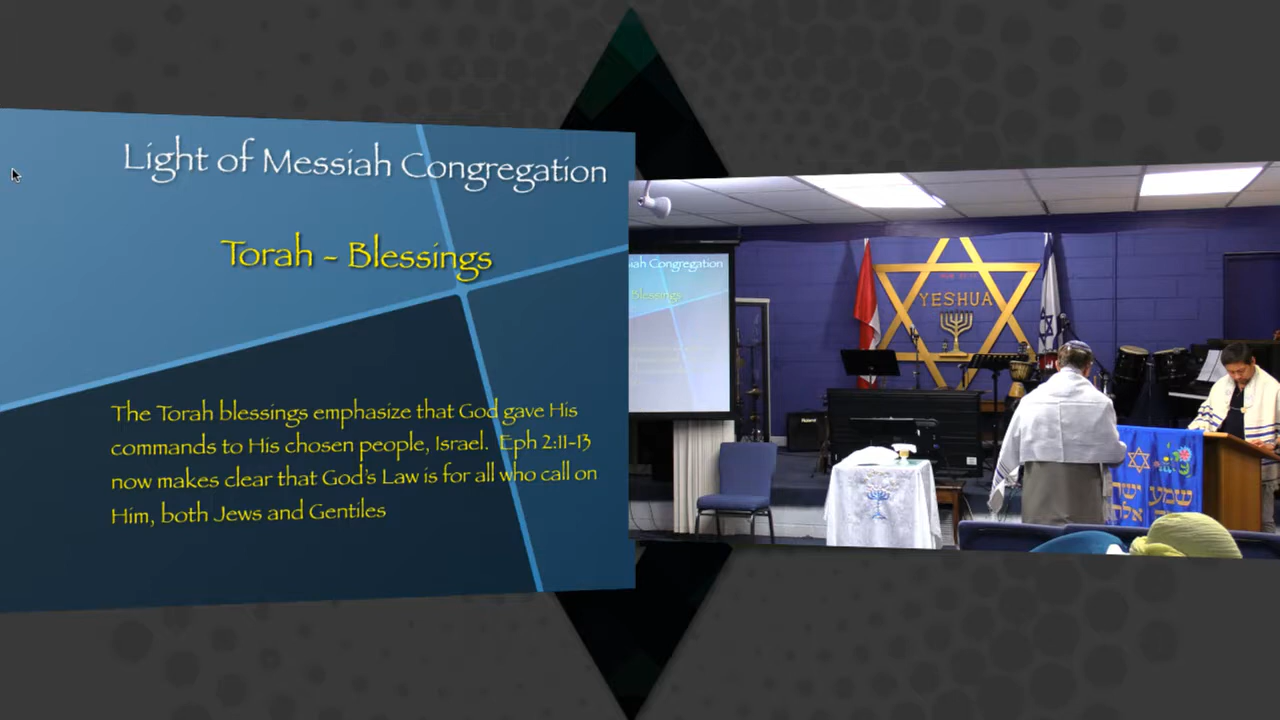 Light of Messiah Congregation
Torah - Blessings
The Torah blessings emphasize that God gave His
commands to His chosen people, Israel. Eph 2:11-13
now makes clear that God's Law is for all who call on
Him, both Jews and Gentiles
Congregation
Blessings
YESHUA
Roland
שמע